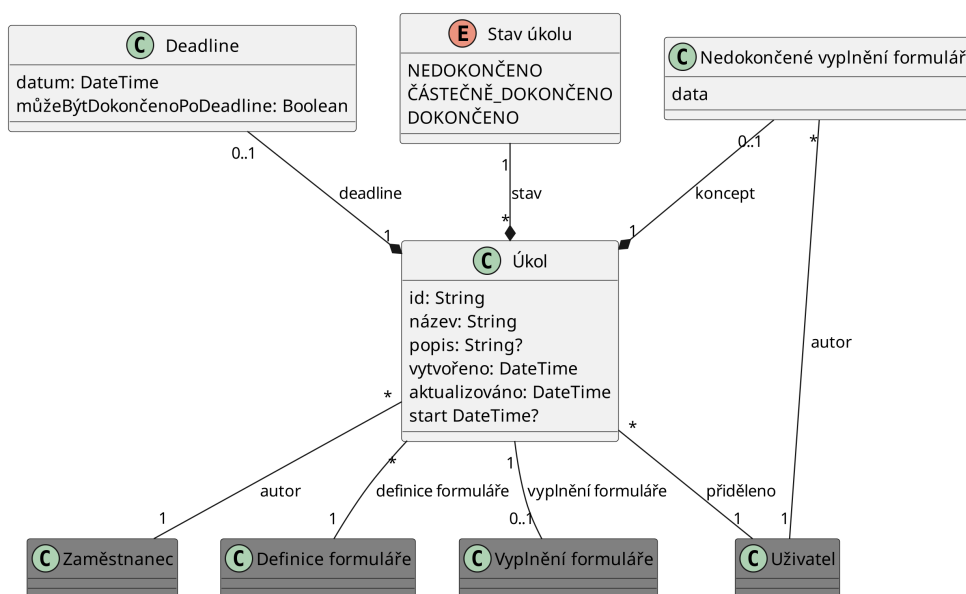 C Deadline
datum: DateTime
můžeBýtDokončenoPoDeadline: Boolean
E Stav úkolu
NEDOKONČENO
ČÁSTEČNĚ_DOKONČENO
DOKONČENO
C Nedokončené vyplnění formulář
data
0..1
1
0..1
*
deadline
stav
koncept
1
*
1
C Úkol
id: String
název: String
popis: String?
vytvořeno: DateTime
aktualizováno: DateTime
start DateTime?
autor
*
*
1
*
autor
definice formuláře
vyplnění formuláře
přiděleno
1
1
0..1
1
1
C Zaměstnanec
C Definice formuláře
C Vyplnění formuláře
C Uživatel